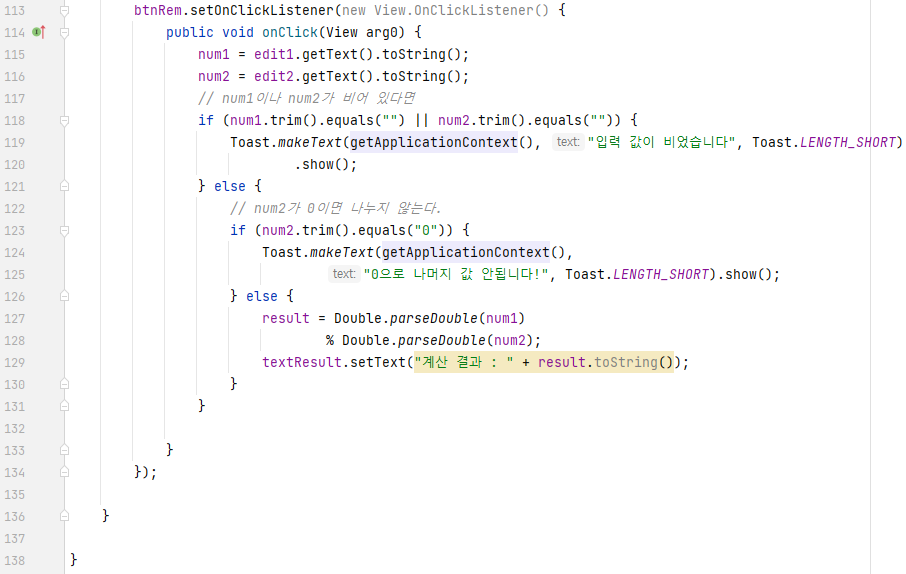 113 btnRem.setOnClickListener(new View.OnClickListener() {
114 public void onClick(View arg0) {
115 num1 = edit1.getText().toString();
116 num2 = edit2.getText().toString();
117 // num1이나 num2가 비어 있다면
118 if (num1.trim().equals("") || num2.trim().equals("")) {
119 Toast.makeText(getApplicationContext(), text: "입력 값이 비었습니다", Toast.LENGTH_SHORT)
120 .show();
121 } else {
122 // num2가 0이면 나누지 않는다.
123 if (num2.trim().equals("0")) {
124 Toast.makeText(getApplicationContext(),
125 text: "0으로 나머지 값 안됩니다!", Toast.LENGTH_SHORT).show();
126 } else {
127 result = Double.parseDouble(num1)
128 % Double.parseDouble(num2);
129 textResult.setText("계산 결과 : " + result.toString());
130 }
131 }
132
133 }
134 });
135
136 }
137
138 }